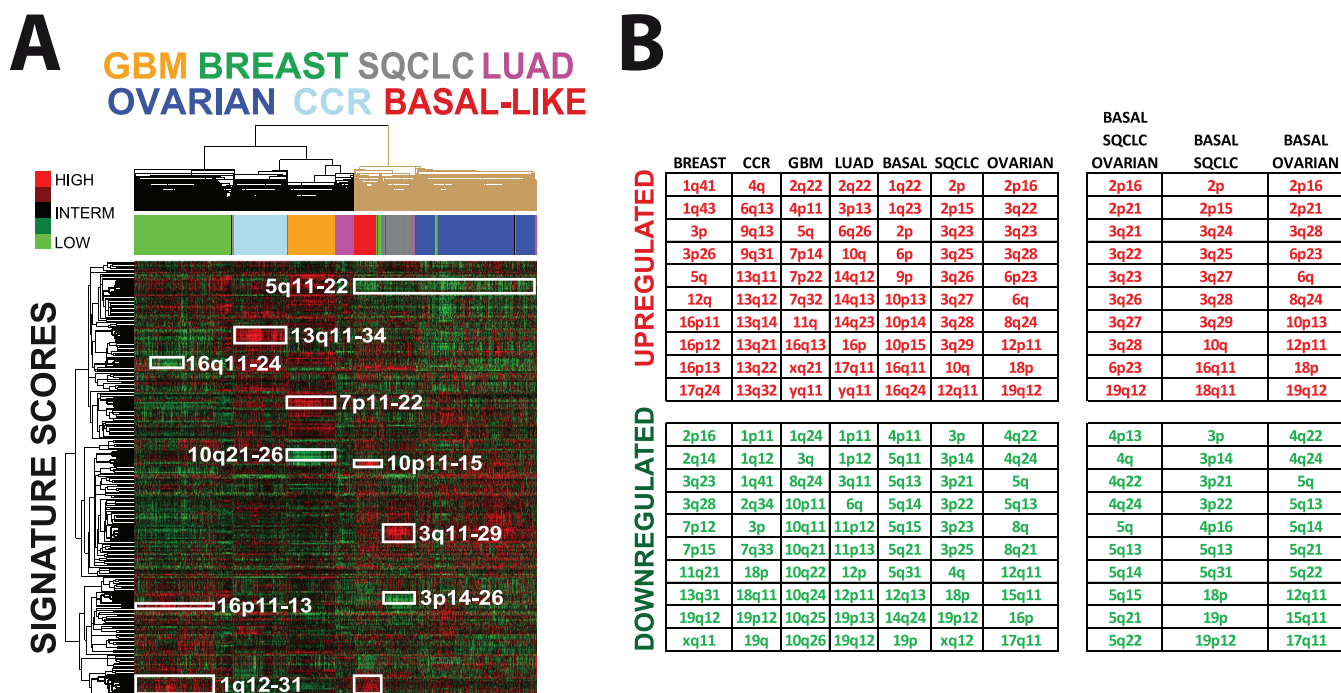 A
GBM BREAST SQCLC LUAD
OVARIAN CCR BASAL-LIKE
HIGH
INTERM
LOW
SIGNATURE SCORES
5q11-22
13q11-34
16q11-24
7p11-22
10q21-26
10p11-15
3q11-29
3p14-26
16p11-13
1q12-31
B
BASAL
SQCLC BASAL BASAL
BREAST CCR GBM LUAD BASAL SQCLC OVARIAN OVARIAN SQCLC OVARIAN
UPREGULATED
1q41 4q 2q22 2q22 1q22 2p 2p16 2p16 2p 2p16
1q43 6q13 4p11 3p13 1q23 2p15 3q22 2p21 2p15 2p21
3p 9q13 5q 6q26 2p 3q23 3q23 3q21 3q24 3q28
3p26 9q31 7p14 10q 6p 3q25 3q28 3q22 3q25 6p23
5q 13q11 7p22 14q12 9p 3q26 6p23 3q23 3q27 6q
12q 13q12 7q32 14q13 10p13 3q27 6q 3q26 3q28 8q24
16p11 13q14 11q 14q23 10p14 3q28 8q24 3q27 3q29 10p13
16p12 13q21 16q13 16p 10p15 3q29 12p11 3q28 10q 12p11
16p13 13q22 xq21 17q11 16q11 10q 18p 6p23 16q11 18p
17q24 13q32 yq11 yq11 16q24 12q11 19q12 19q12 18q11 19q12
DOWNREGULATED
2p16 1p11 1q24 1p11 4p11 3p 4q22 4p13 3p 4q22
2q14 1q12 3q 1p12 5q11 3p14 4q24 4q 3p14 4q24
3q23 1q41 8q24 3q11 5q13 3p21 5q 4q22 3p21 5q
3q28 2q34 10p11 6q 5q14 3p22 5q13 4q24 3p22 5q13
7p12 3p 10q11 11p12 5q15 3p23 8q 5q 4p16 5q14
7p15 7q33 10q21 11p13 5q21 3p25 8q21 5q13 5q13 5q21
11q21 18p 10q22 12p 5q31 4q 12q11 5q14 5q31 5q22
13q31 18q11 10q24 12p11 12q13 18p 15q11 5q15 18p 12q11
19q12 19p12 10q25 19p13 14q24 19p12 16p 5q21 19p 15q11
xq11 19q 10q26 19q12 19p xq12 17q11 5q22 19p12 17q11